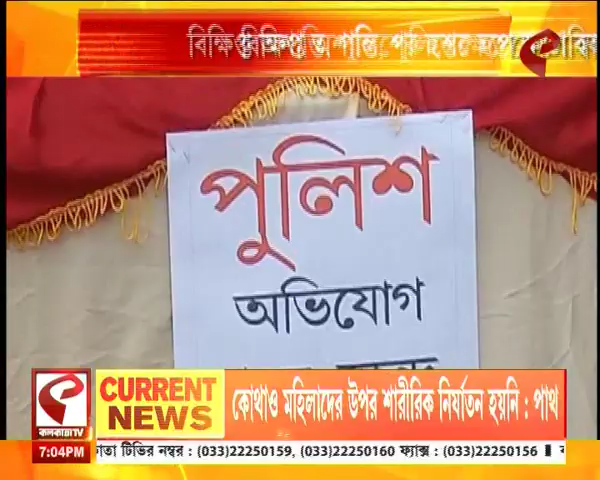 পুলিশ
অভিযোগ
CURRENT
NEWS
কোথাও মহিলাদের উপর শারীরিক নির্যাতন হয়নি : পাথ
কলকাতাTV
7:04PM
কাতা টিভির নম্বর : (033)22250159, (033)22250160 ফ্যাক্স : (033)22250156